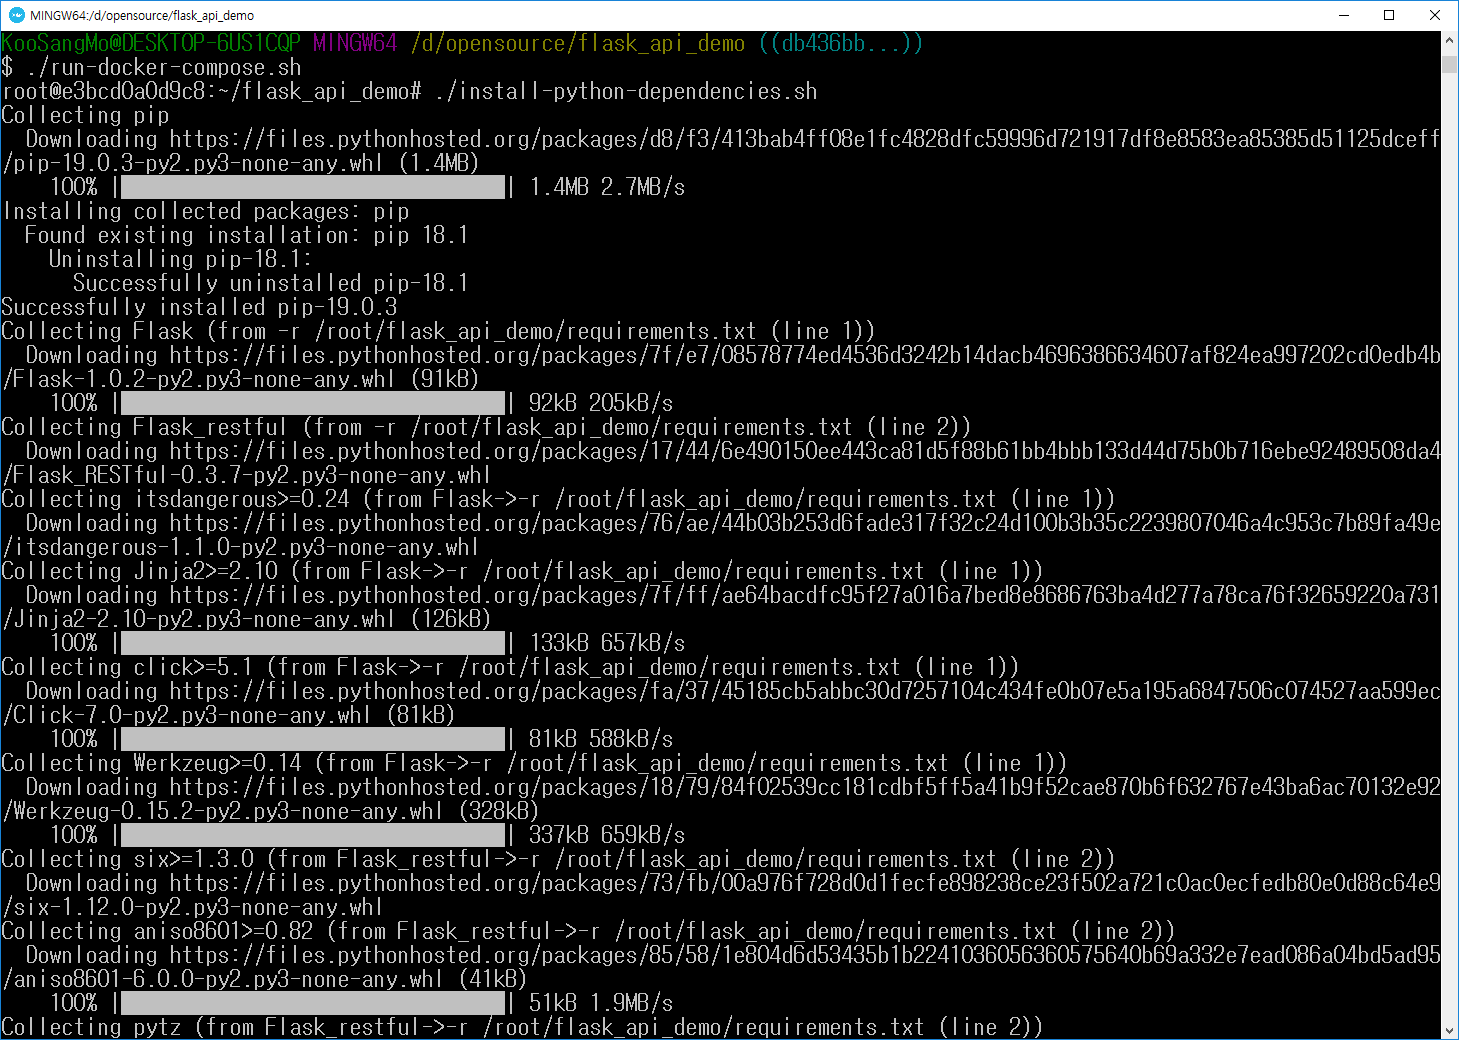 MINGW64:/d/opensource/flask_api_demo
KooSangMo@DESKTOP-6US1CQP MINGW64 /d/opensource/flask_api_demo ((db436bb...))
$ ./run-docker-compose.sh
root@e3bcd0a0d9c8:~/flask_api_demo# ./install-python-dependencies.sh
Collecting pip
  Downloading https://files.pythonhosted.org/packages/d8/f3/413bab4ff08e1fc4828dfc59996d721917df8e8583ea85385d51125dceff
/pip-19.0.3-py2.py3-none-any.whl (1.4MB)
    100% |                                | 1.4MB 2.7MB/s
Installing collected packages: pip
  Found existing installation: pip 18.1
    Uninstalling pip-18.1:
      Successfully uninstalled pip-18.1
Successfully installed pip-19.0.3
Collecting Flask (from -r /root/flask_api_demo/requirements.txt (line 1))
  Downloading https://files.pythonhosted.org/packages/7f/e7/08578774ed4536d3242b14dacb4696386634607af824ea997202cd0edb4b
/Flask-1.0.2-py2.py3-none-any.whl (91kB)
    100% |                                | 92kB 205kB/s
Collecting Flask_restful (from -r /root/flask_api_demo/requirements.txt (line 2))
  Downloading https://files.pythonhosted.org/packages/17/44/6e490150ee443ca81d5f88b61bb4bbb133d44d75b0b716ebe92489508da4
/Flask_RESTful-0.3.7-py2.py3-none-any.whl
Collecting itsdangerous>=0.24 (from Flask->-r /root/flask_api_demo/requirements.txt (line 1))
  Downloading https://files.pythonhosted.org/packages/76/ae/44b03b253d6fade317f32c24d100b3b35c2239807046a4c953c7b89fa49e
/itsdangerous-1.1.0-py2.py3-none-any.whl
Collecting Jinja2>=2.10 (from Flask->-r /root/flask_api_demo/requirements.txt (line 1))
  Downloading https://files.pythonhosted.org/packages/7f/ff/ae64bacdfc95f27a016a7bed8e8686763ba4d277a78ca76f32659220a731
/Jinja2-2.10-py2.py3-none-any.whl (126kB)
    100% |                                | 133kB 657kB/s
Collecting click>=5.1 (from Flask->-r /root/flask_api_demo/requirements.txt (line 1))
  Downloading https://files.pythonhosted.org/packages/fa/37/45185cb5abbc30d7257104c434fe0b07e5a195a6847506c074527aa599ec
/Click-7.0-py2.py3-none-any.whl (81kB)
    100% |                                | 81kB 588kB/s
Collecting Werkzeug>=0.14 (from Flask->-r /root/flask_api_demo/requirements.txt (line 1))
  Downloading https://files.pythonhosted.org/packages/18/79/84f02539cc181cdbf5ff5a41b9f52cae870b6f632767e43ba6ac70132e92
/Werkzeug-0.15.2-py2.py3-none-any.whl (328kB)
    100% |                                | 337kB 659kB/s
Collecting six>=1.3.0 (from Flask_restful->-r /root/flask_api_demo/requirements.txt (line 2))
  Downloading https://files.pythonhosted.org/packages/73/fb/00a976f728d0d1fecfe898238ce23f502a721c0ac0ecfedb80e0d88c64e9
/six-1.12.0-py2.py3-none-any.whl
Collecting aniso8601>=0.82 (from Flask_restful->-r /root/flask_api_demo/requirements.txt (line 2))
  Downloading https://files.pythonhosted.org/packages/85/58/1e804d6d53435b1b2241036056360575640b69a332e7ead086a04bd5ad95
/aniso8601-6.0.0-py2.py3-none-any.whl (41kB)
    100% |                                | 51kB 1.9MB/s
Collecting pytz (from Flask_restful->-r /root/flask_api_demo/requirements.txt (line 2))